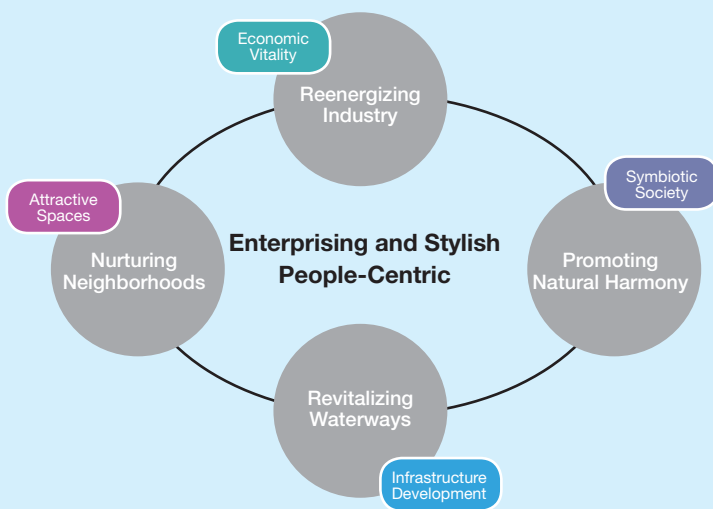 Economic
Vitality
Reenergizing
Industry
Attractive
Spaces
Nurturing
Neighborhoods
Enterprising and Stylish
People-Centric
Symbiotic
Society
Promoting
Natural Harmony
Revitalizing
Waterways
Infrastructure
Development